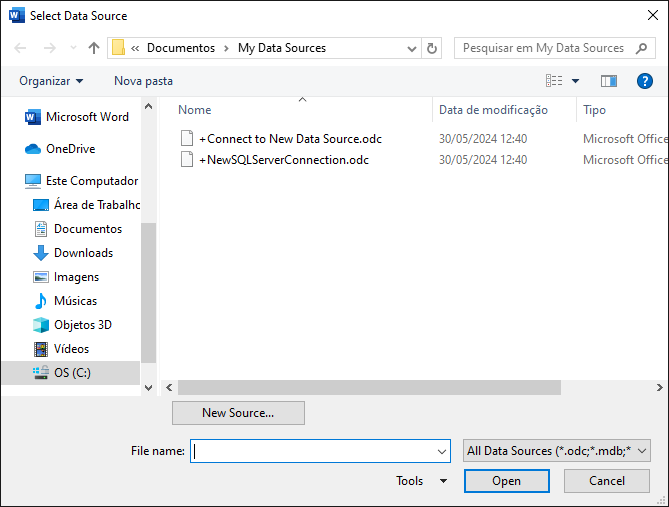 Select Data Source
Documentos
My Data Sources
Pesquisar em My Data Sources
Organizar
Nova pasta
Microsoft Word
OneDrive
Este Computador
Área de Trabalho
Documentos
Downloads
Imagens
Músicas
Objetos 3D
Vídeos
OS (C:)
Nome Data de modificação Tipo
+Connect to New Data Source.odc 30/05/2024 12:40 Microsoft Office
+NewSQLServerConnection.odc 30/05/2024 12:40 Microsoft Office
New Source...
File name:
All Data Sources (*.odc;*.mdb;*
Tools
Open
Cancel